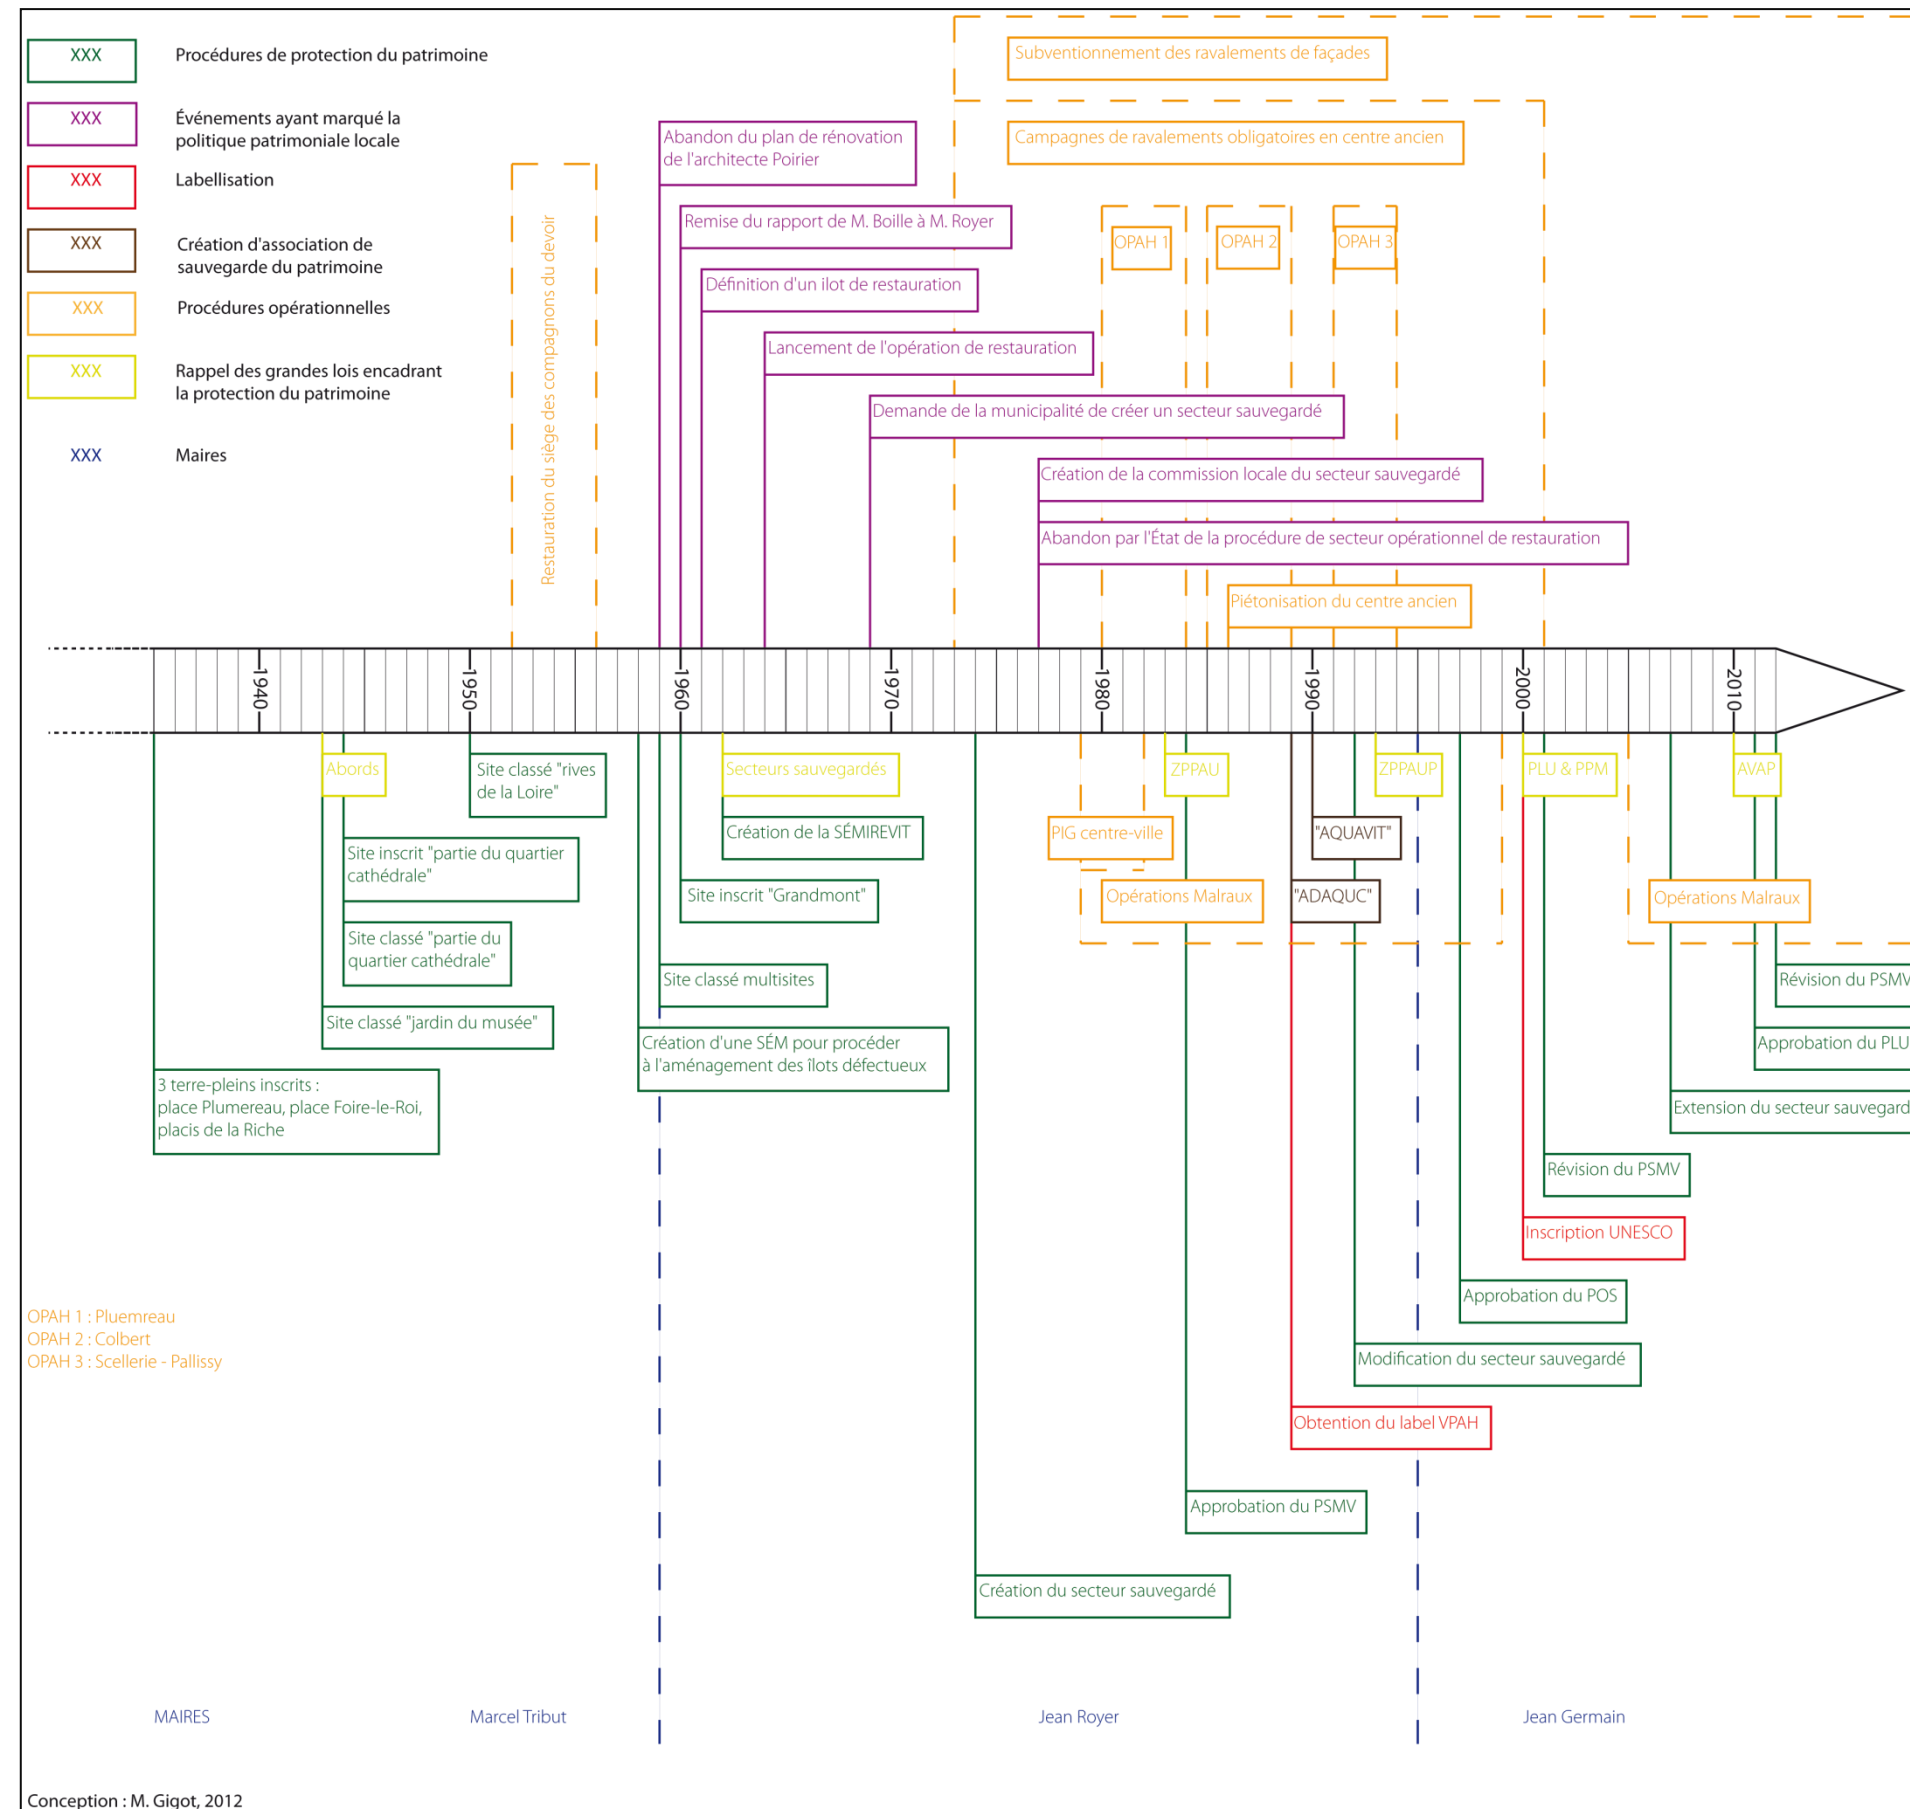 XXX
Procédures de protection du patrimoine
XXX
Événements ayant marqué la
politique patrimoniale locale
XXX
Labellisation
XXX
Création d'association de
sauvegarde du patrimoine
XXX
Procédures opérationnelles
XXX
Rappel des grandes lois encadrant
la protection du patrimoine
XXX
Maires
Subventionnement des ravalements de façades
Campagnes de ravalements obligatoires en centre ancien
Abandon du plan de rénovation
de l'architecte Poirier
Remise du rapport de M. Boille à M. Royer
OPAH 1
OPAH 2
OPAH 3
Définition d'un ilot de restauration
Lancement de l'opération de restauration
Demande de la municipalité de créer un secteur sauvegardé
Création de la commission locale du secteur sauvegardé
Abandon par l'État de la procédure de secteur opérationnel de restauration
Piétonisation du centre ancien
Restauration du siège des compagnons du devoir
1940
1950
1960
1970
1980
1990
2000
2010
Abords
Site classé "rives
de la Loire"
Secteurs sauvegardés
ZPPAU
ZPPAUP
PLU & PPM
AVAP
Création de la SÉMIREVIT
PIG centre-ville
"AQUAVIT"
Site inscrit "partie du quartier
cathédrale"
Site inscrit "Grandmont"
Opérations Malraux
"ADAQUC"
Opérations Malraux
Site classé "partie du
quartier cathédrale"
Site classé multisites
Révision du PSMV
Site classé "jardin du musée"
Création d'une SÉM pour procéder
à l'aménagement des îlots défectueux
Approbation du PLU
3 terre-pleins inscrits :
place Plumereau, place Foire-le-Roi,
placis de la Riche
Extension du secteur sauvegard
Révision du PSMV
Inscription UNESCO
Approbation du POS
OPAH 1 : Pluemreau
OPAH 2 : Colbert
OPAH 3 : Scellerie - Pallissy
Modification du secteur sauvegardé
Obtention du label VPAH
Approbation du PSMV
Création du secteur sauvegardé
MAIRES
Marcel Tribut
Jean Royer
Jean Germain
Conception : M. Gigot, 2012